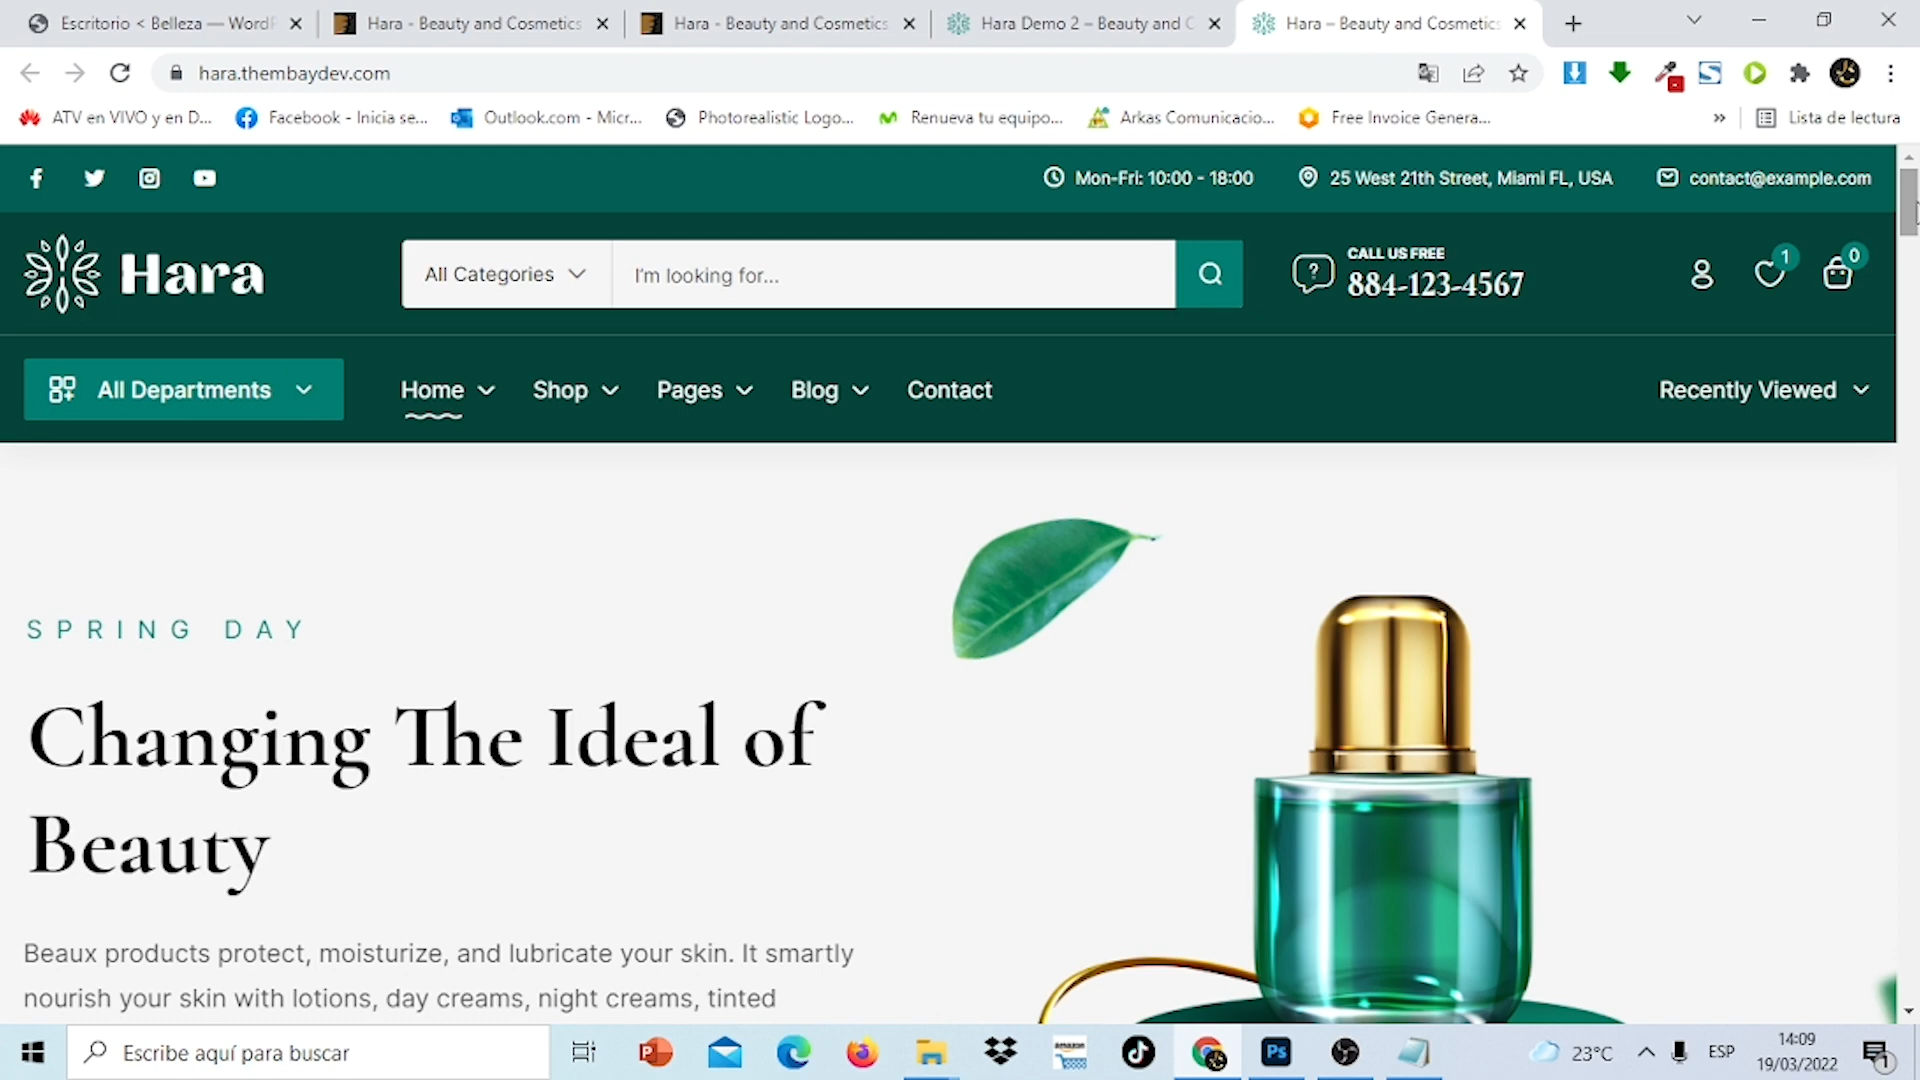 Escritorio < Belleza — WordP
Hara - Beauty and Cosmetics
Hara - Beauty and Cosmetics
Hara Demo 2 – Beauty and C
Hara – Beauty and Cosmetics
hara.thembaydev.com
ATV en VIVO y en D...
Facebook - Inicia se...
Outlook.com - Micr...
Photorealistic Logo...
Renueva tu equipo...
Arkas Comunicacio...
Free Invoice Genera...
»
Lista de lectura
Mon-Fri: 10:00 - 18:00
25 West 21th Street, Miami FL, USA
contact@example.com
Hara
All Categories
I'm looking for...
CALL US FREE
884-123-4567
1
0
All Departments
Home
Shop
Pages
Blog
Contact
Recently Viewed
SPRING DAY
Changing The Ideal of
Beauty
Beaux products protect, moisturize, and lubricate your skin. It smartly
nourish your skin with lotions, day creams, night creams, tinted
Escribe aquí para buscar
amazon
Ps
23°C
ESP
14:09
19/03/2022
1